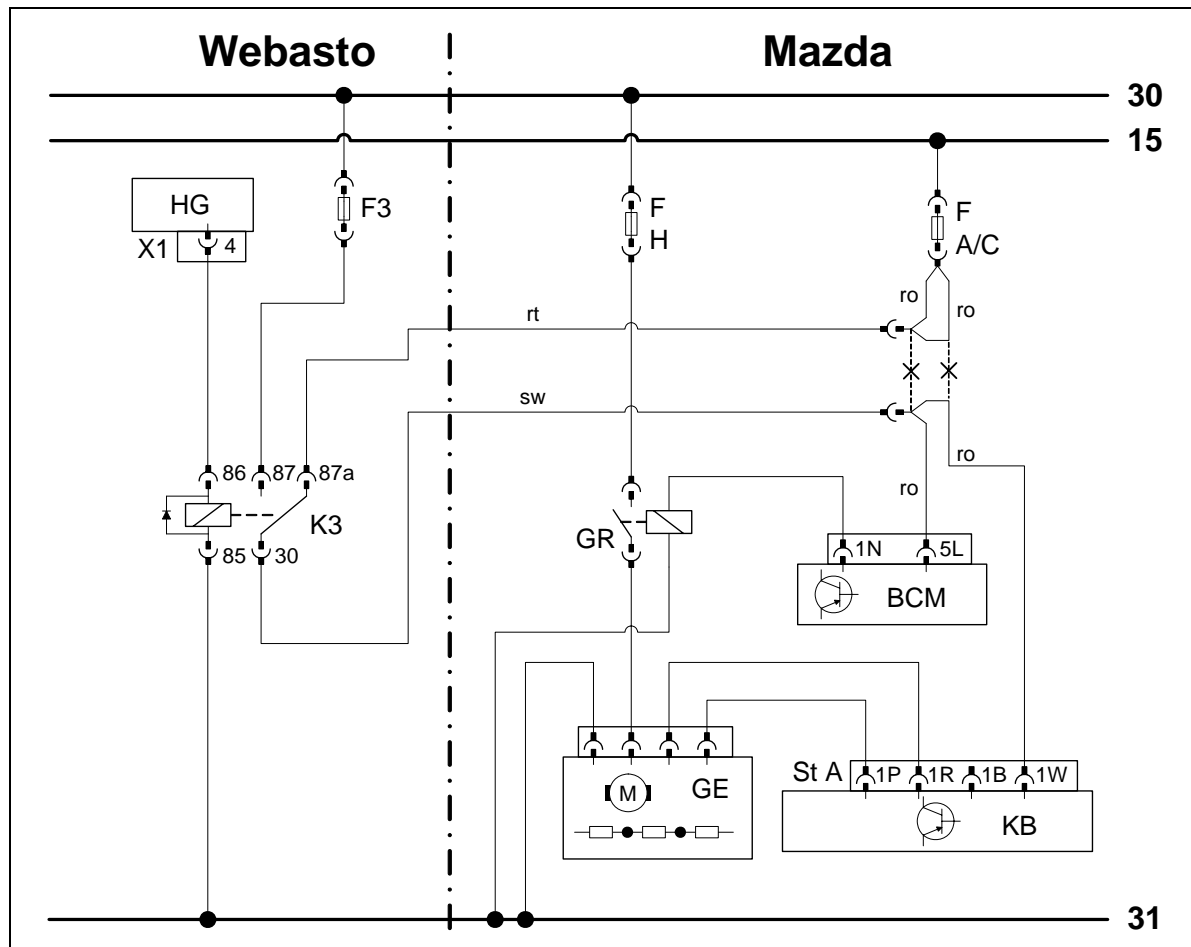 Webasto
Mazda
30
15
HG
X1
4
F3
F
H
F
A/C
ro
ro
rt
sw
86
87
87a
K3
85
30
ro
ro
GR
1N
5L
BCM
M
GE
St A
1P
1R
1B
1W
KB
31